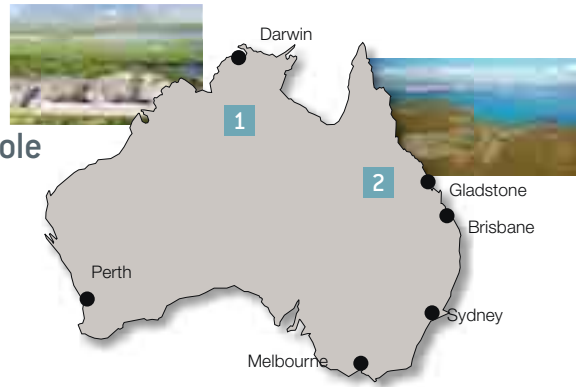 Darwin
1
ole
2
Gladstone
Brisbane
Perth
Sydney
Melbourne